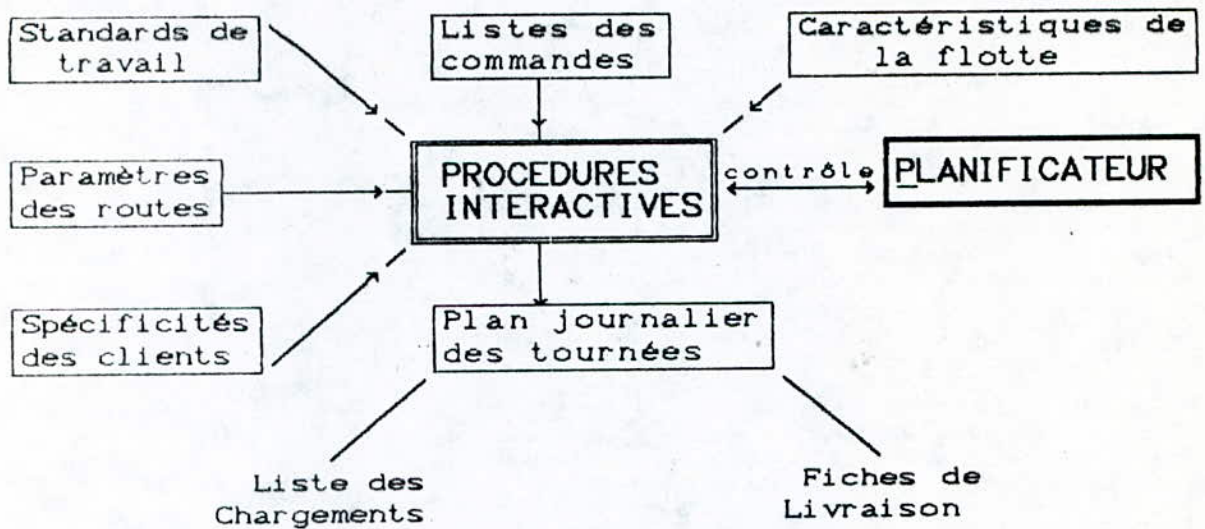 Standards de
travail
Listes des
commandes
Caractéristiques de
la flotte
Paramètres
des routes
PROCEDURES
INTERACTIVES
contrôle
PLANIFICATEUR
Spécificités
des clients
Plan journalier
des tournées
Liste des
Chargements
Fiches de
Livraison